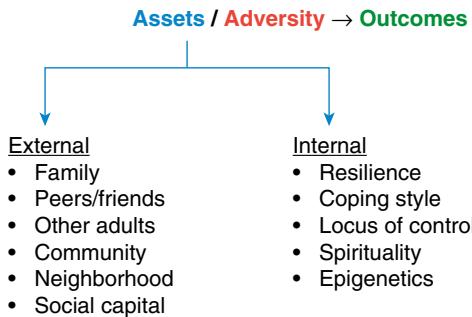 Assets / Adversity → Outcomes
External
• Family
• Peers/friends
• Other adults
• Community
• Neighborhood
• Social capital
Internal
• Resilience
• Coping style
• Locus of control
• Spirituality
• Epigenetics